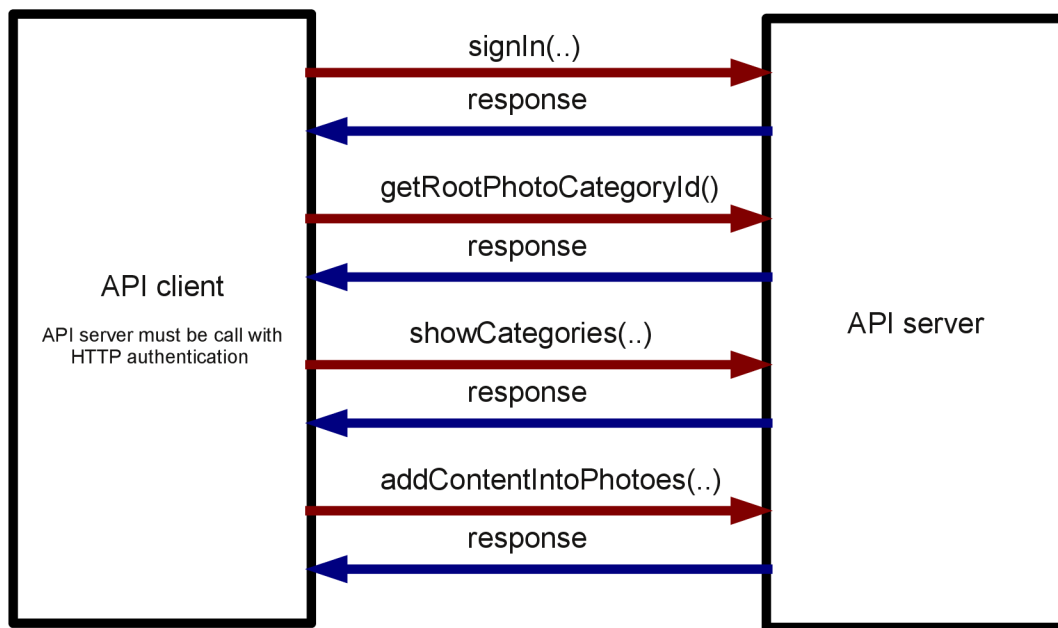 signIn(..)
response
getRootPhotoCategoryId()
response
API client
API server must be call with
HTTP authentication
showCategories(..)
response
API server
addContentIntoPhotoes(..)
response